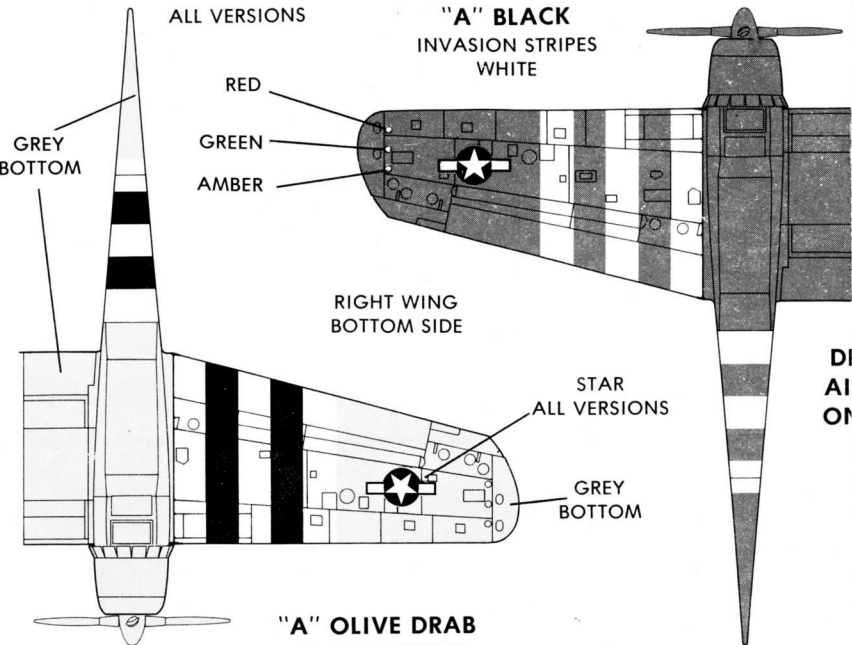 ALL VERSIONS
"A" BLACK
INVASION STRIPES
WHITE
RED
GREEN
AMBER
GREY
BOTTOM
RIGHT WING
BOTTOM SIDE
STAR
ALL VERSIONS
GREY
BOTTOM
"A" OLIVE DRAB